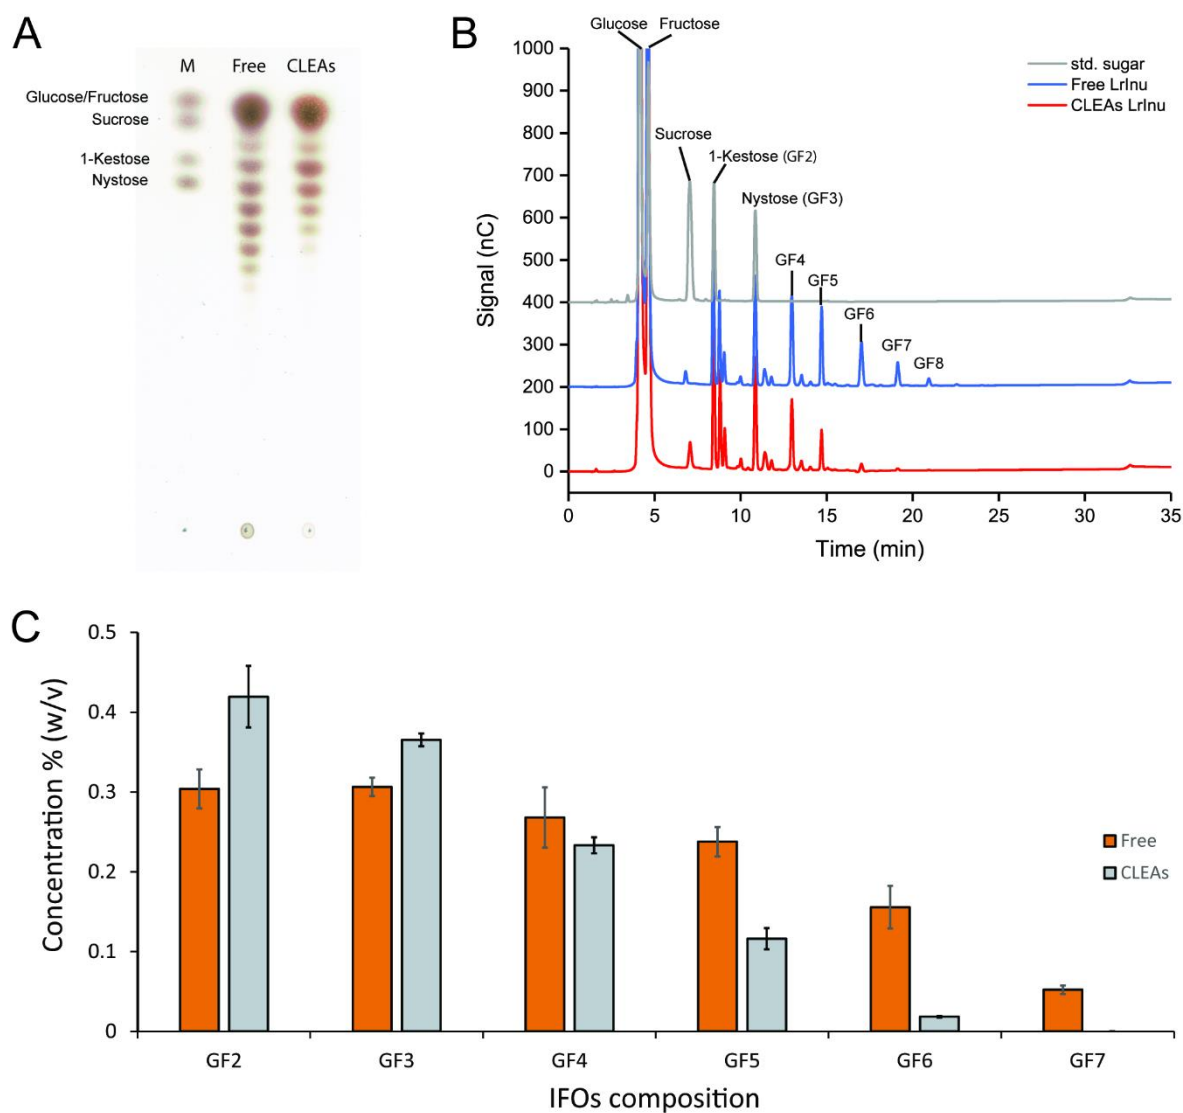 A
M Free CLEAs
Glucose/Fructose
Sucrose
1-Kestose
Nystose
B
Glucose Fructose
1000
900
800
700
600
500
400
300
200
100
0
Signal (nC)
std. sugar
Free LrInu
CLEAs LrInu
Sucrose
1-Kestose (GF2)
Nystose (GF3)
GF4
GF5
GF6
GF7
GF8
0 5 10 15 20 25 30 35
Time (min)
C
0.5
0.4
0.3
0.2
0.1
0
Concentration % (w/v)
Free
CLEAs
GF2 GF3 GF4 GF5 GF6 GF7
IFOs composition